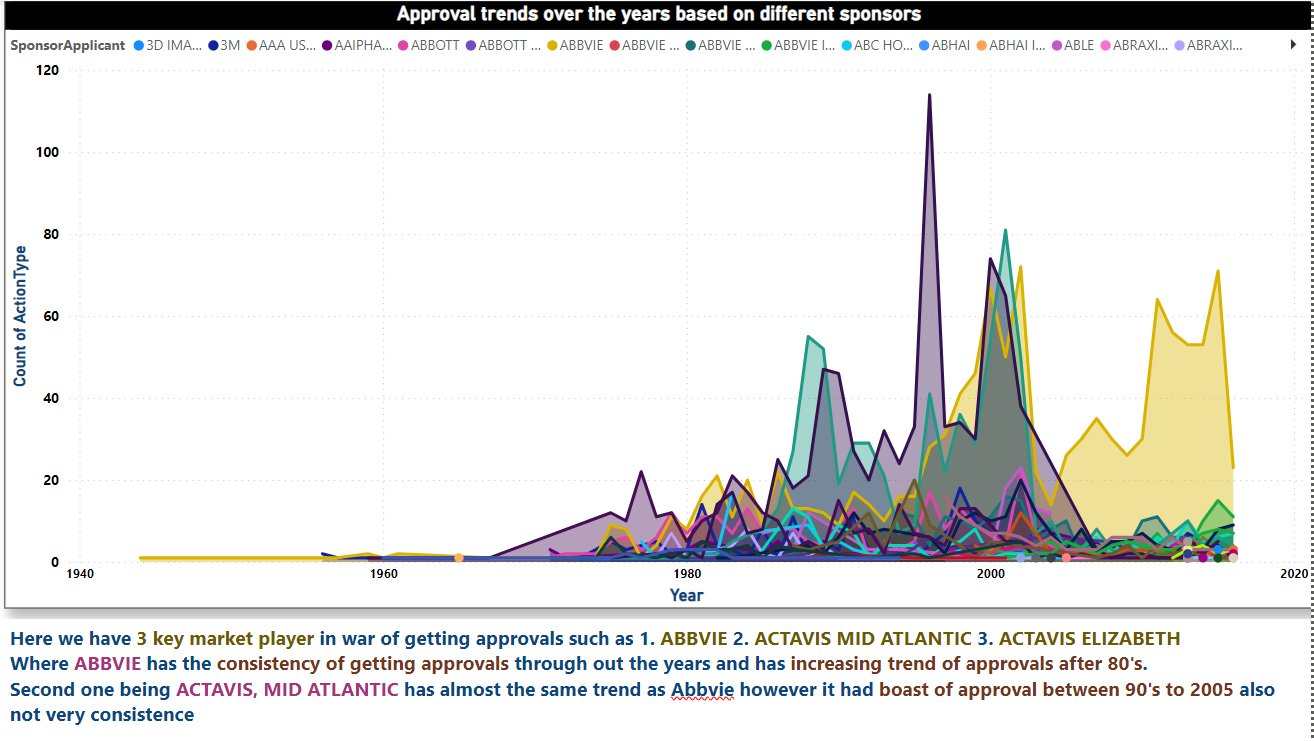 Approval trends over the years based on different sponsors
SponsorApplicant 3D IMA... 3M AAA US... AAIPHA... ABBOTT ABBOTT ... ABBVIE ABBVIE ... ABBVIE ... ABBVIE I... ABC HO... ABHAI ABHAI I... ABLE ABRAXI... ABRAXI...
120
100
80
60
40
20
0
Count of ActionType
1940 1960 1980 2000 2020
Year
Here we have 3 key market player in war of getting approvals such as 1. ABBVIE 2. ACTAVIS MID ATLANTIC 3. ACTAVIS ELIZABETH
Where ABBVIE has the consistency of getting approvals through out the years and has increasing trend of approvals after 80's.
Second one being ACTAVIS, MID ATLANTIC has almost the same trend as Abbvie however it had boast of approval between 90's to 2005 also
not very consistence